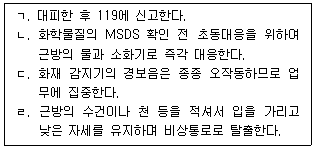 ㄱ. 대피한 후 119에 신고한다.
ㄴ. 화학물질의 MSDS 확인 전 초동대응을 위하여
근방의 물과 소화기로 즉각 대응한다.
ㄷ. 화재 감지기의 경보음은 종종 오작동하므로 업
무에 집중한다.
ㄹ. 근방의 수건이나 천 등을 적셔서 입을 가리고
낮은 자세를 유지하며 비상통로로 탈출한다.